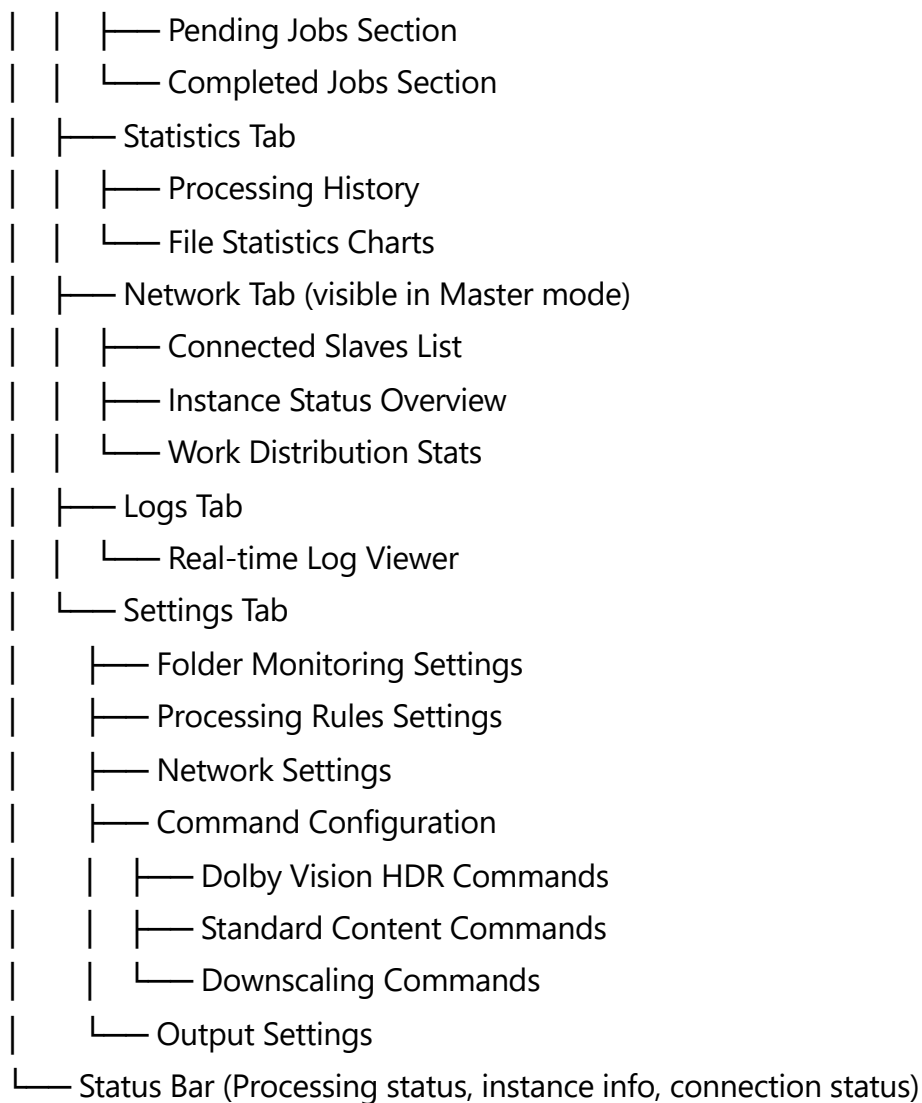 │ │ ├── Pending Jobs Section
│ │ └── Completed Jobs Section
│ ├── Statistics Tab
│ │ ├── Processing History
│ │ └── File Statistics Charts
│ ├── Network Tab (visible in Master mode)
│ │ ├── Connected Slaves List
│ │ ├── Instance Status Overview
│ │ └── Work Distribution Stats
│ ├── Logs Tab
│ │ └── Real-time Log Viewer
│ └── Settings Tab
│ ├── Folder Monitoring Settings
│ ├── Processing Rules Settings
│ ├── Network Settings
│ ├── Command Configuration
│ │ ├── Dolby Vision HDR Commands
│ │ ├── Standard Content Commands
│ │ └── Downscaling Commands
│ └── Output Settings
└── Status Bar (Processing status, instance info, connection status)